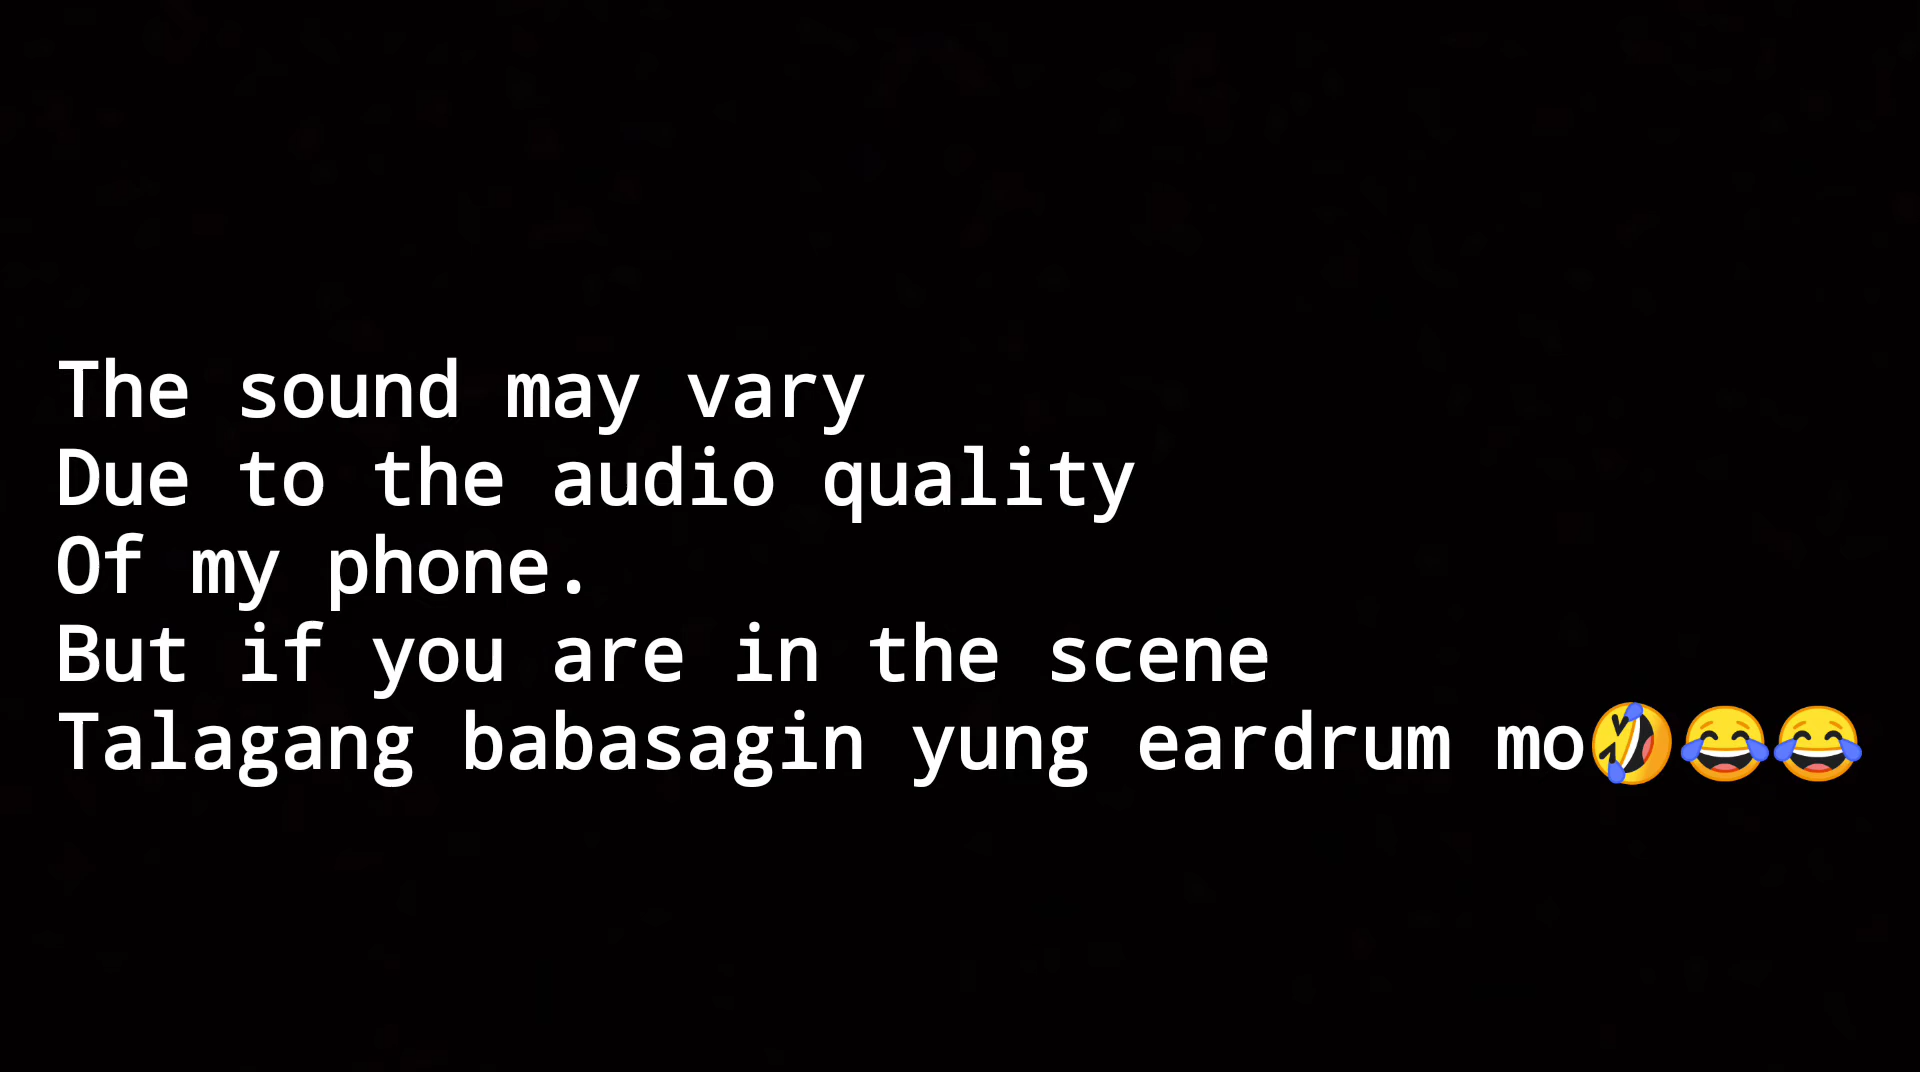 The sound may vary
Due to the audio quality
Of my phone.
But if you are in the scene
Talagang babasagin yung eardrum mo🤣😂😂